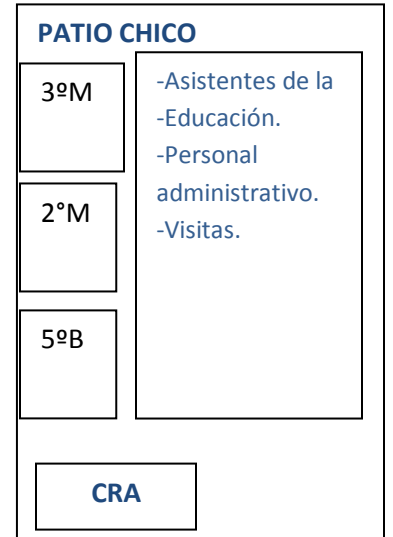 PATIO CHICO
3ºM
-Asistentes de la
-Educación.
-Personal
administrativo.
-Visitas.
2°M
5ºB
CRA